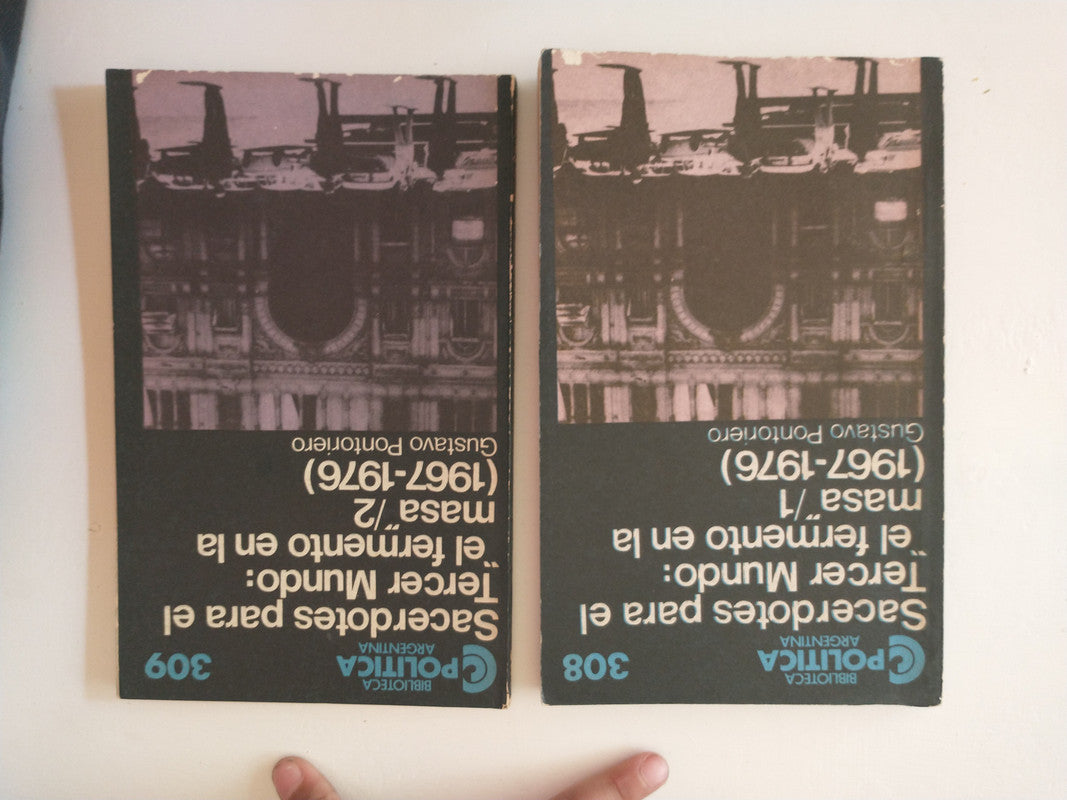 BIBLIOTECA
POLITICA
ARGENTINA
308
Sacerdotes para el
Tercer Mundo:
"el fermento en la
masa"/1
(1967-1976)
Gustavo Pontoriero
BIBLIOTECA
POLITICA
ARGENTINA
309
Sacerdotes para el
Tercer Mundo:
"el fermento en la
masa"/2
(1967-1976)
Gustavo Pontoriero